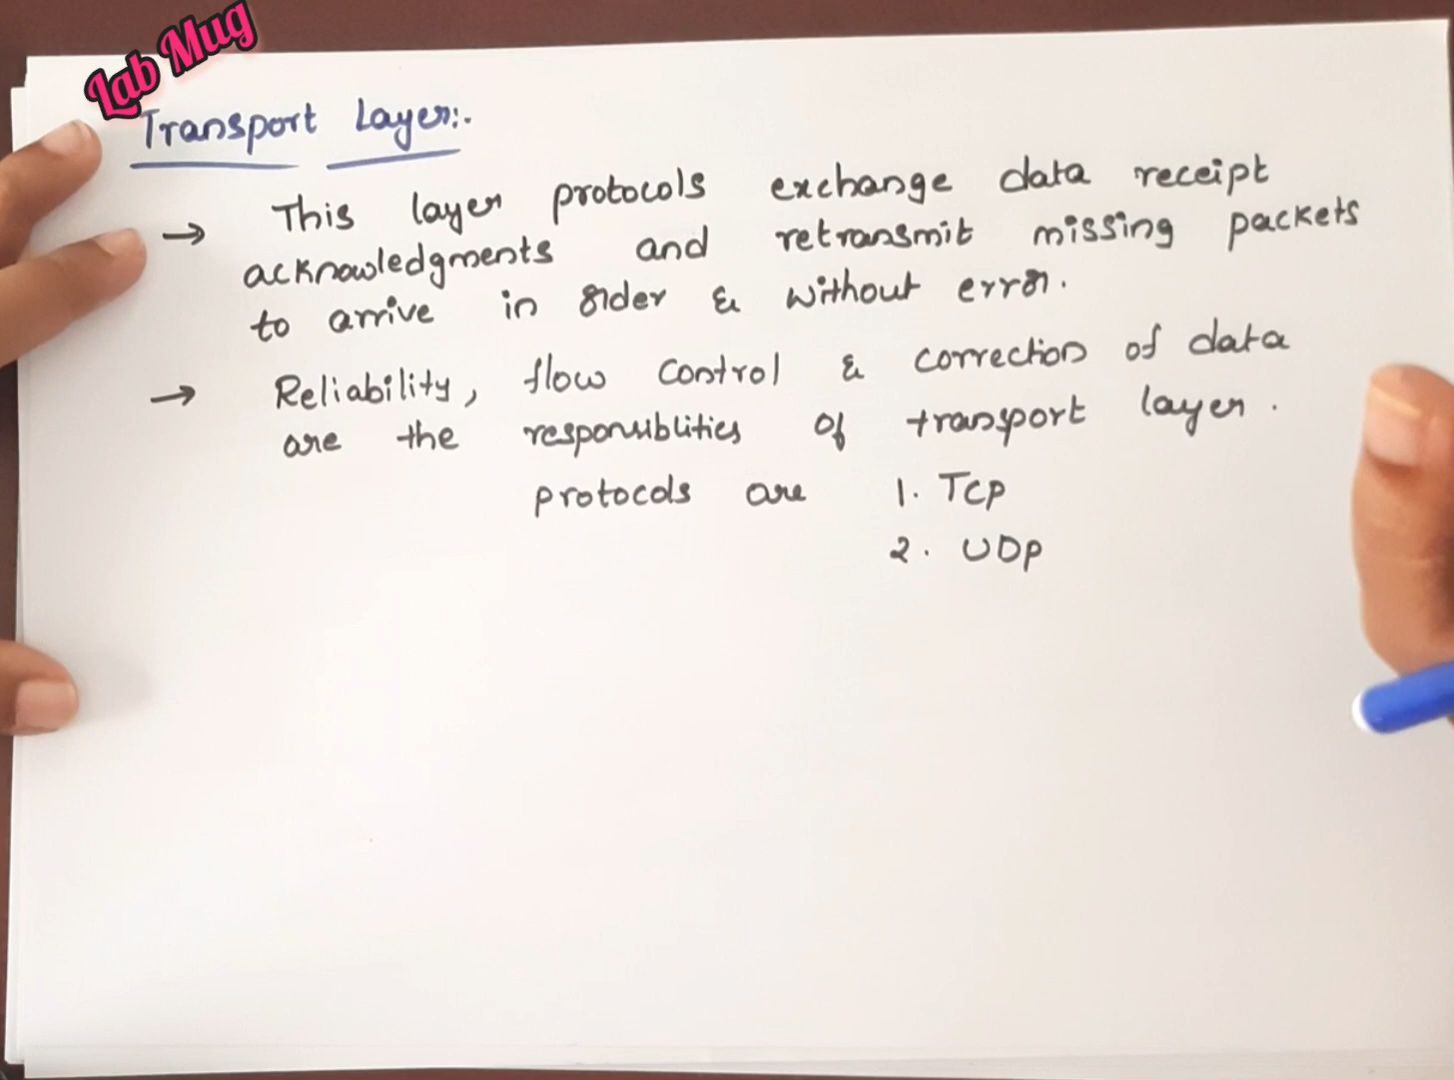 Lab Mug
Transport Layer:.
→ This layer protocols exchange data receipt
acknowledgments and retransmit missing packets
to arrive in order & without error.
→ Reliability, flow control & correction of data
are the responsiblities of transport layer.
protocols are 1. TCP
2. UDP